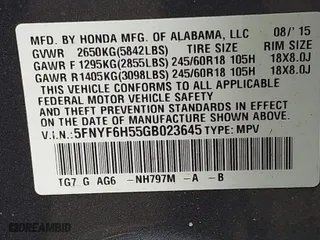 MFD. BY HONDA MFG. OF ALABAMA, LLC 08/'15
GVWR 2650KG(5842LBS) TIRE SIZE RIM SIZE
GAWR F 1295KG(2855LBS) 245/60R18 105H 18X8.0J
GAWR R 1405KG(3098LBS) 245/60R18 105H 18X8.0J
THIS VEHICLE CONFORMS TO ALL APPLICABLE
FEDERAL MOTOR VEHICLE SAFETY STANDARDS IN
EFFECT ON THE DATE OF MANUFACTURE SHOWN ABOVE.
V.I.N: 5FNYF6H55GB023645 TYPE: MPV
TG7 G AG6 -NH797M -A -B
© DREAMBID